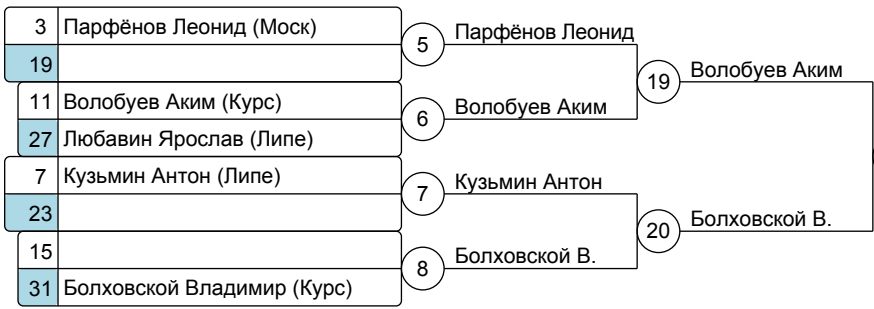 3 Парфёнов Леонид (Моск)
19
5 Парфёнов Леонид
11 Волобуев Аким (Курс)
27 Любавин Ярослав (Липе)
6 Волобуев Аким
19 Волобуев Аким
7 Кузьмин Антон (Липе)
23
7 Кузьмин Антон
15
31 Болховской Владимир (Курс)
8 Болховской В.
20 Болховской В.